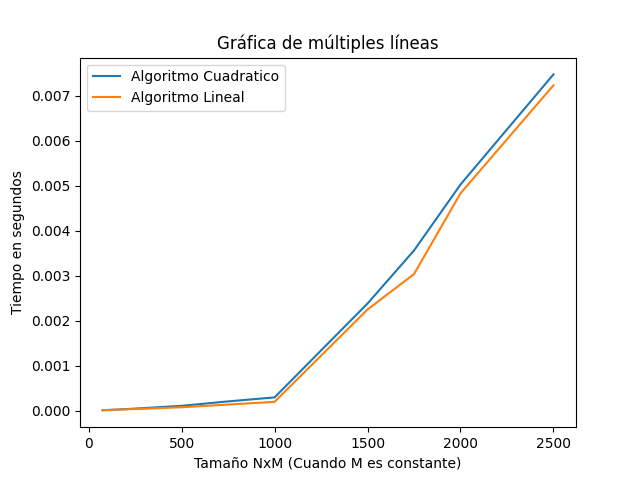 Gráfica de múltiples líneas
Algoritmo Cuadratico
Algoritmo Lineal
0.007
0.006
0.005
0.004
0.003
0.002
0.001
0.000
Tiempo en segundos
0 500 1000 1500 2000 2500
Tamaño NxM (Cuando M es constante)